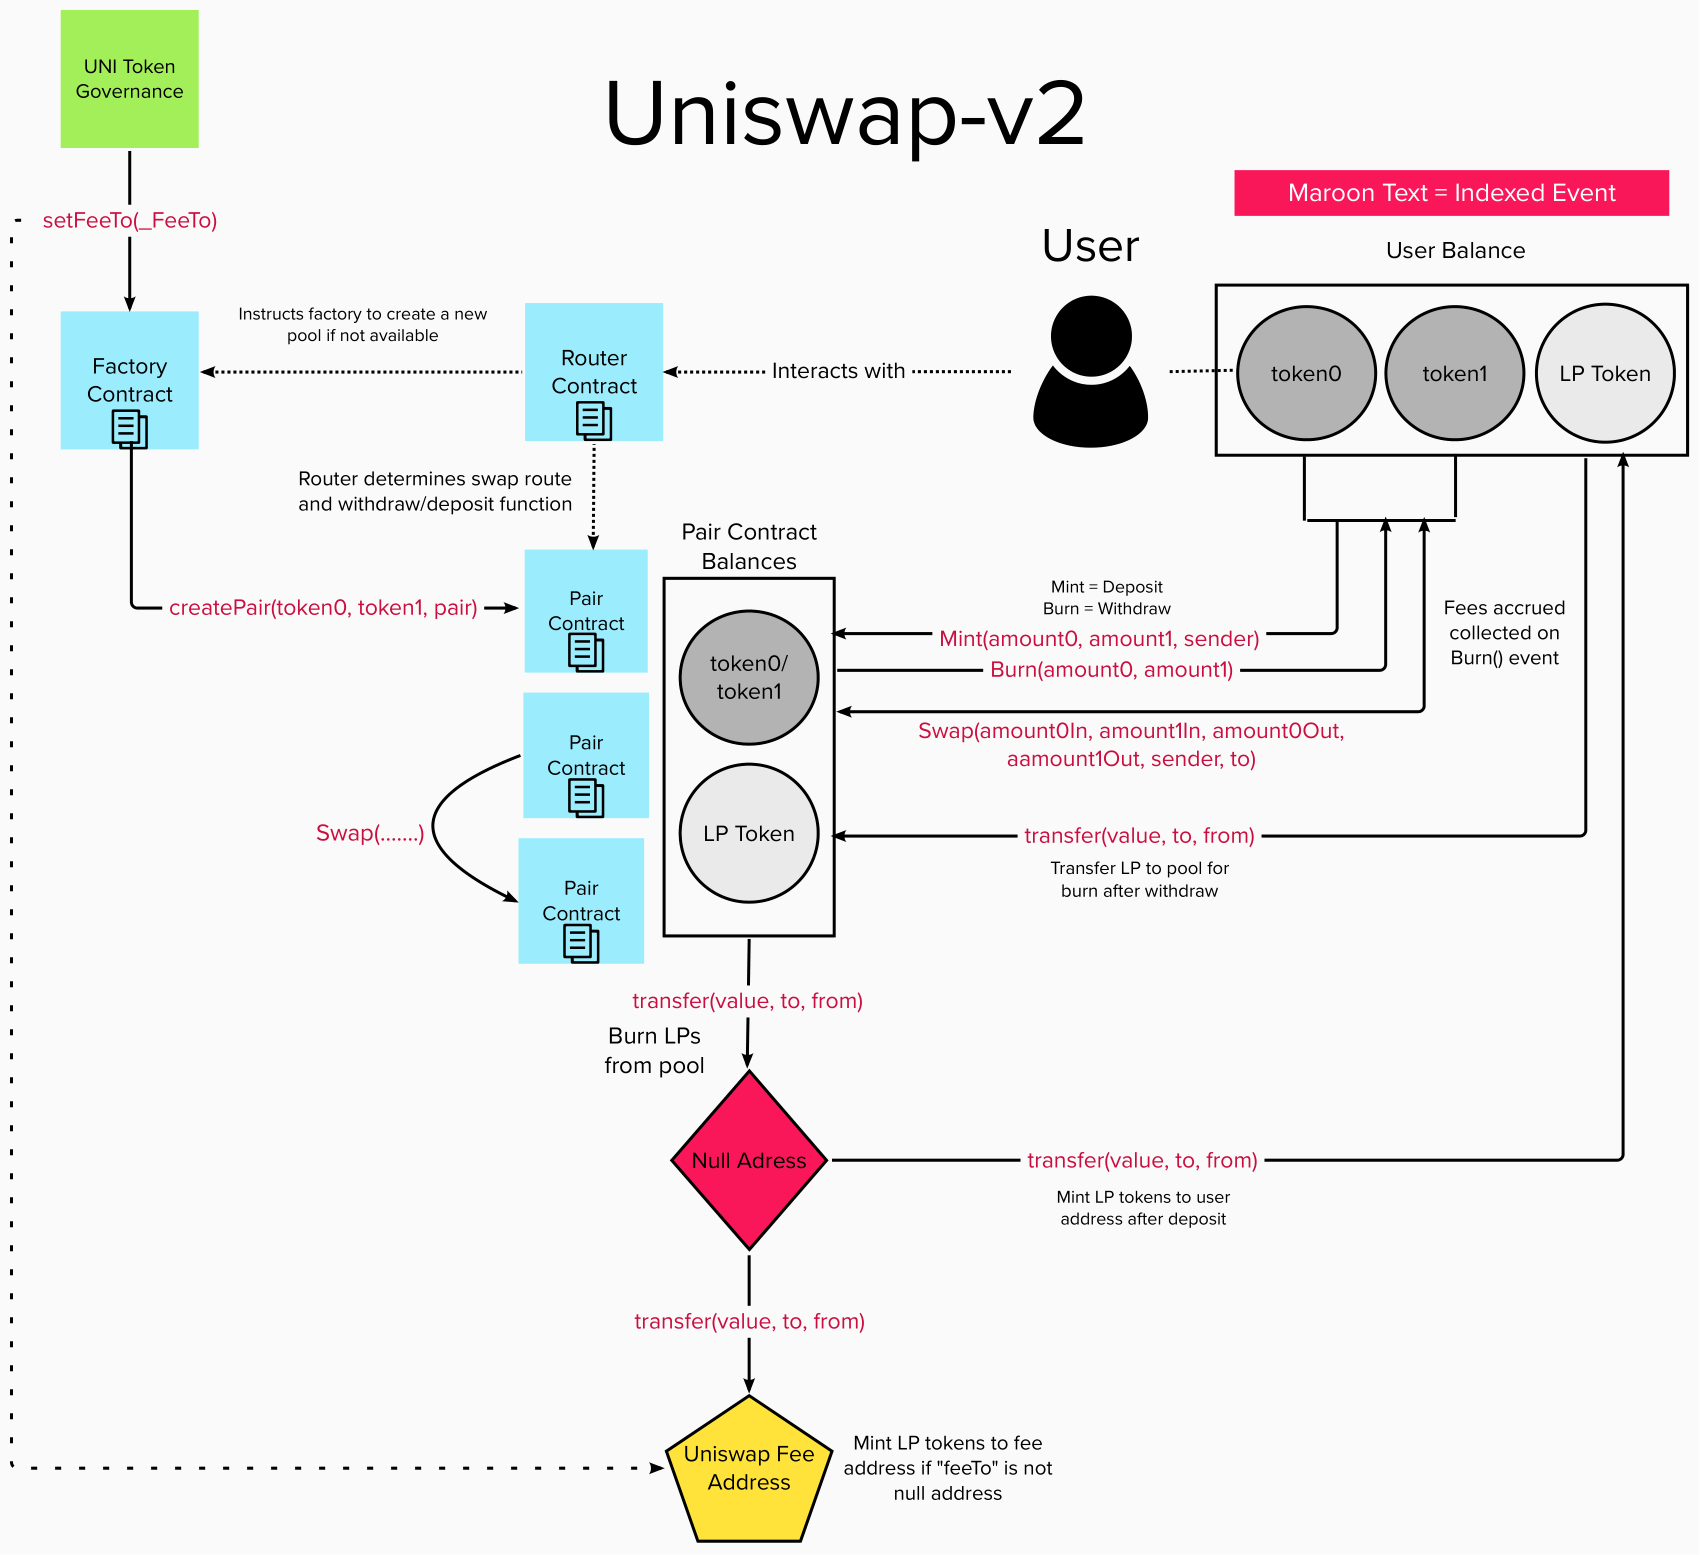 UNI Token
Governance
Uniswap-v2
Maroon Text = Indexed Event
setFeeTo(_FeeTo)
User
User Balance
Instructs factory to create a new
pool if not available
Factory
Contract
Router
Contract
Interacts with
token0
token1
LP Token
Router determines swap route
and withdraw/deposit function
Pair Contract
Balances
createPair(token0, token1, pair)
Pair
Contract
token0/
token1
Mint = Deposit
Burn = Withdraw
Mint(amount0, amount1, sender)
Burn(amount0, amount1)
Fees accrued
collected on
Burn() event
Swap(amount0In, amount1In, amount0Out,
aamount1Out, sender, to)
Pair
Contract
Swap(.......)
LP Token
transfer(value, to, from)
Transfer LP to pool for
burn after withdraw
Pair
Contract
transfer(value, to, from)
Burn LPs
from pool
Null Adress
transfer(value, to, from)
Mint LP tokens to user
address after deposit
transfer(value, to, from)
Uniswap Fee
Address
Mint LP tokens to fee
address if "feeTo" is not
null address